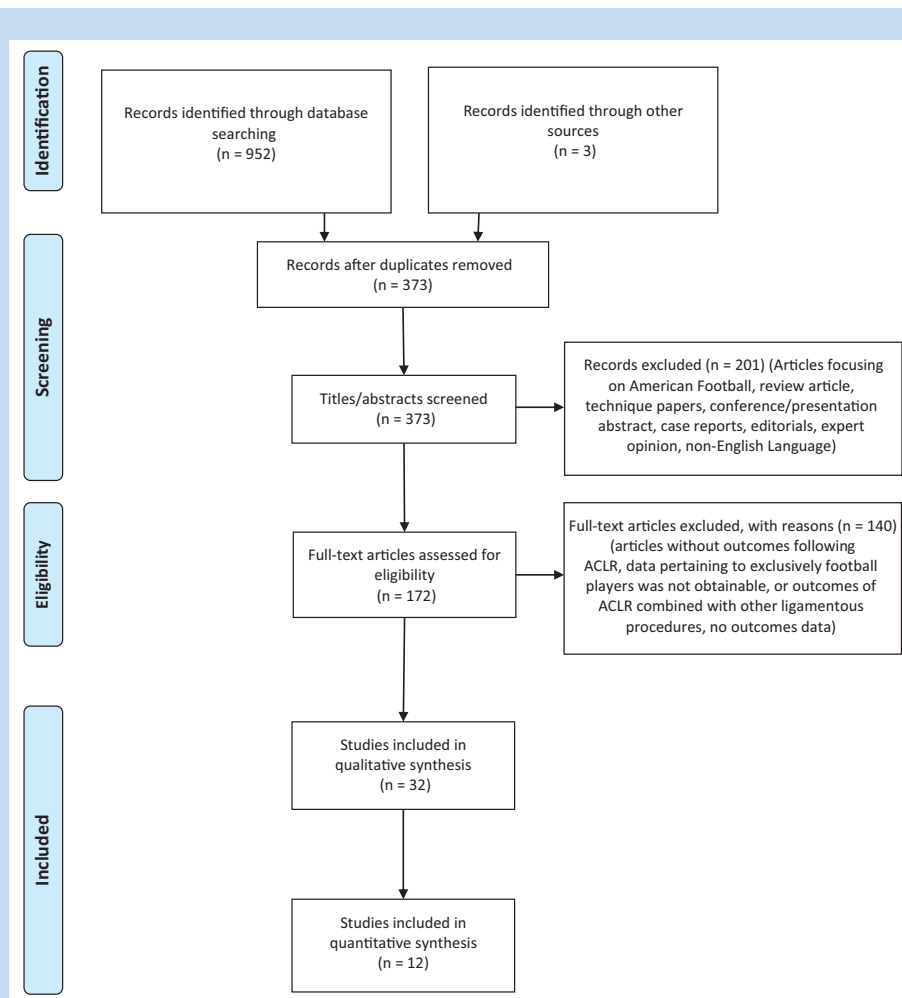 Identification
Records identified through database
searching
(n = 952)
Records identified through other
sources
(n = 3)
Screening
Records after duplicates removed
(n = 373)
Titles/abstracts screened
(n = 373)
Records excluded (n = 201) (Articles focusing
on American Football, review article,
technique papers, conference/presentation
abstract, case reports, editorials, expert
opinion, non-English Language)
Eligibility
Full-text articles assessed for
eligibility
(n = 172)
Full-text articles excluded, with reasons (n = 140)
(articles without outcomes following
ACLR, data pertaining to exclusively football
players was not obtainable, or outcomes of
ACLR combined with other ligamentous
procedures, no outcomes data)
Included
Studies included in
qualitative synthesis
(n = 32)
Studies included in
quantitative synthesis
(n = 12)